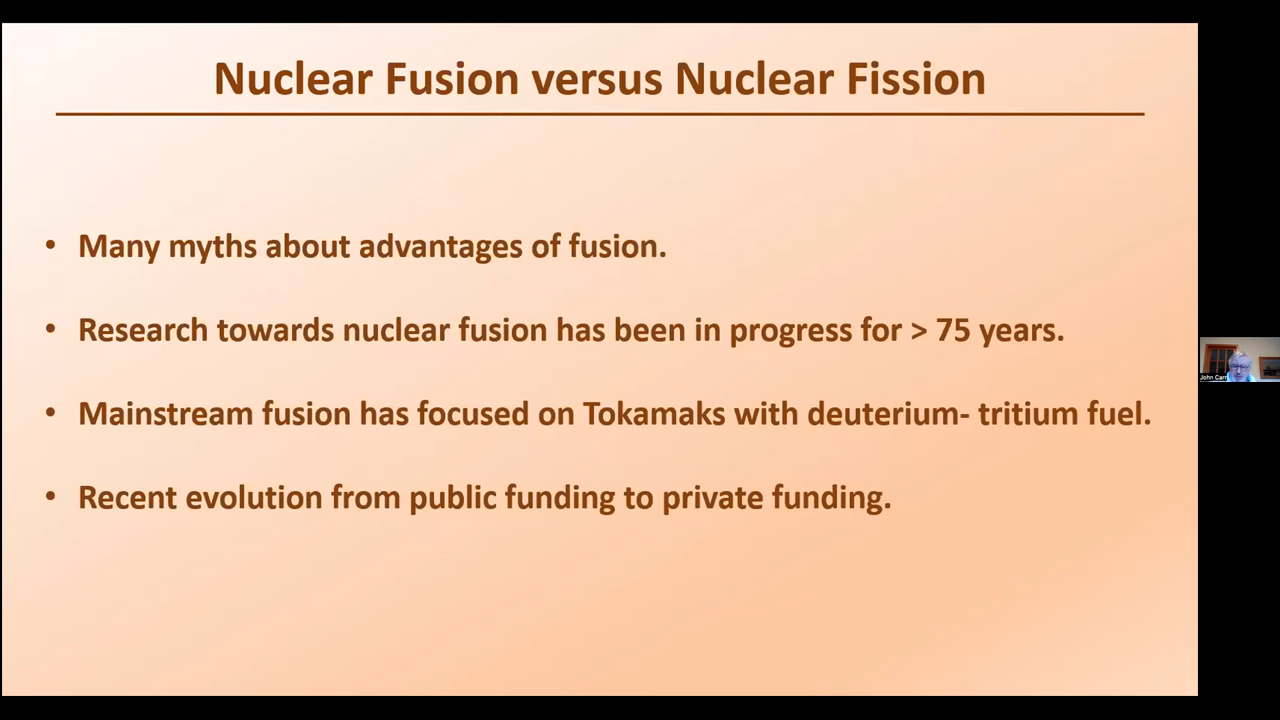 Nuclear Fusion versus Nuclear Fission
• Many myths about advantages of fusion.
• Research towards nuclear fusion has been in progress for > 75 years.
• Mainstream fusion has focused on Tokamaks with deuterium- tritium fuel.
• Recent evolution from public funding to private funding.
John Carr